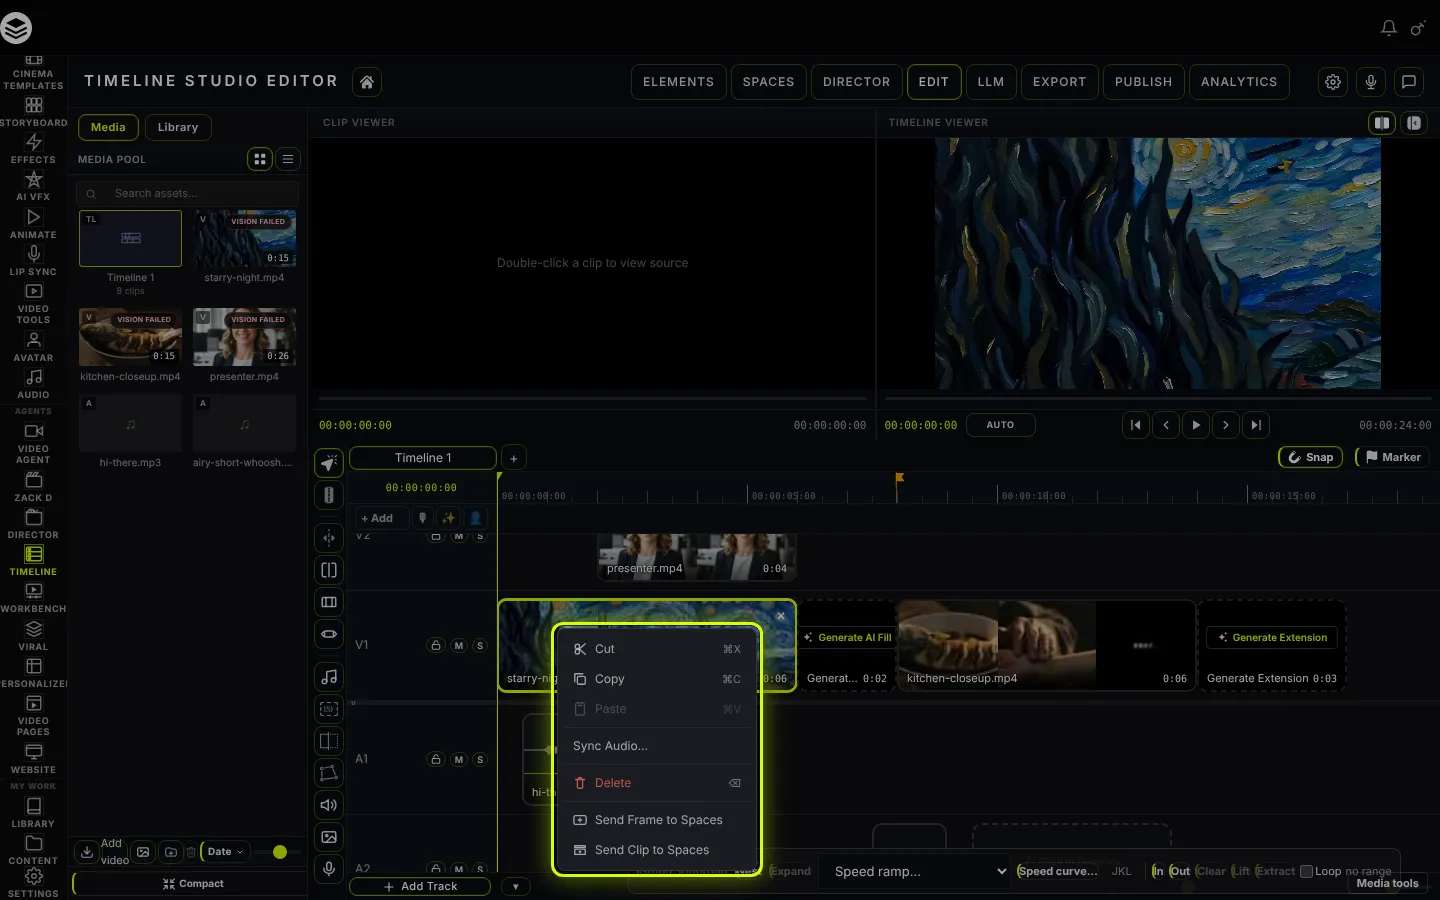 TIMELINE STUDIO EDITOR
ELEMENTS
SPACES
DIRECTOR
EDIT
LLM
EXPORT
PUBLISH
ANALYTICS
CINEMA
TEMPLATES
STORYBOARD
EFFECTS
AI VFX
ANIMATE
LIP SYNC
VIDEO
TOOLS
AVATAR
AUDIO
AGENTS
VIDEO
AGENT
ZACK D
DIRECTOR
TIMELINE
WORKBENCH
VIRAL
PERSONALIZE
VIDEO
PAGES
WEBSITE
MY WORK
LIBRARY
CONTENT
SETTINGS
Media
Library
MEDIA POOL
Search assets...
TL
Timeline 1
8 clips
V
VISION FAILED
0:15
starry-night.mp4
V
VISION FAILED
0:15
kitchen-closeup.mp4
V
VISION FAILED
0:26
presenter.mp4
A
hi-there.mp3
A
airy-short-whoosh....
Add
video
Date
Compact
CLIP VIEWER
Double-click a clip to view source
00:00:00:00
00:00:00:00
TIMELINE VIEWER
00:00:00:00
AUTO
00:00:24:00
Timeline 1
+
Snap
Marker
00:00:00:00
00:00:00:00
00:00:05:00
00:00:10:00
00:00:15:00
+ Add
V2
M
S
presenter.mp4
0:04
V1
M
S
starry-nig
0:06
Generate AI Fill
Generat...
0:02
kitchen-closeup.mp4
0:06
Generate Extension
Generate Extension
0:03
A1
M
S
hi-th
A2
M
S
Cut
⌘X
Copy
⌘C
Paste
⌘V
Sync Audio...
Delete
⌫
Send Frame to Spaces
Send Clip to Spaces
+ Add Track
Expand
Speed ramp...
Speed curve...
JKL
In
Out
Clear
Lift
Extract
Loop
no range
Media tools